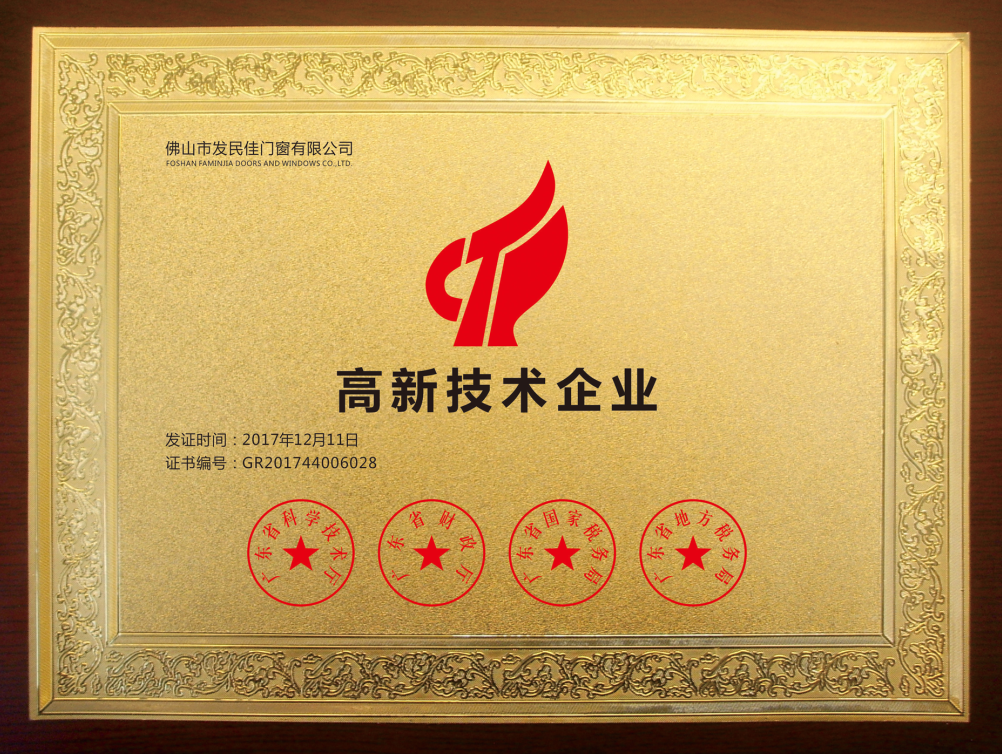 佛山市发民佳门窗有限公司
FOSHAN FAMINJIA DOORS AND WINDOWS CO.,LTD.
高新技术企业
发证时间：2017年12月11日
证书编号：GR201744006028
广东省科学技术厅
广东省财政厅
广东省国家税务局
广东省地方税务局